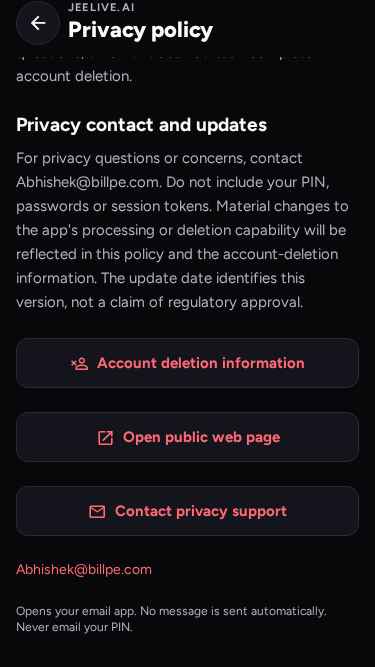 JEELIVE.AI
Privacy policy
account deletion.
Privacy contact and updates
For privacy questions or concerns, contact
Abhishek@billpe.com. Do not include your PIN,
passwords or session tokens. Material changes to
the app's processing or deletion capability will be
reflected in this policy and the account-deletion
information. The update date identifies this
version, not a claim of regulatory approval.
Account deletion information
Open public web page
Contact privacy support
Abhishek@billpe.com
Opens your email app. No message is sent automatically.
Never email your PIN.